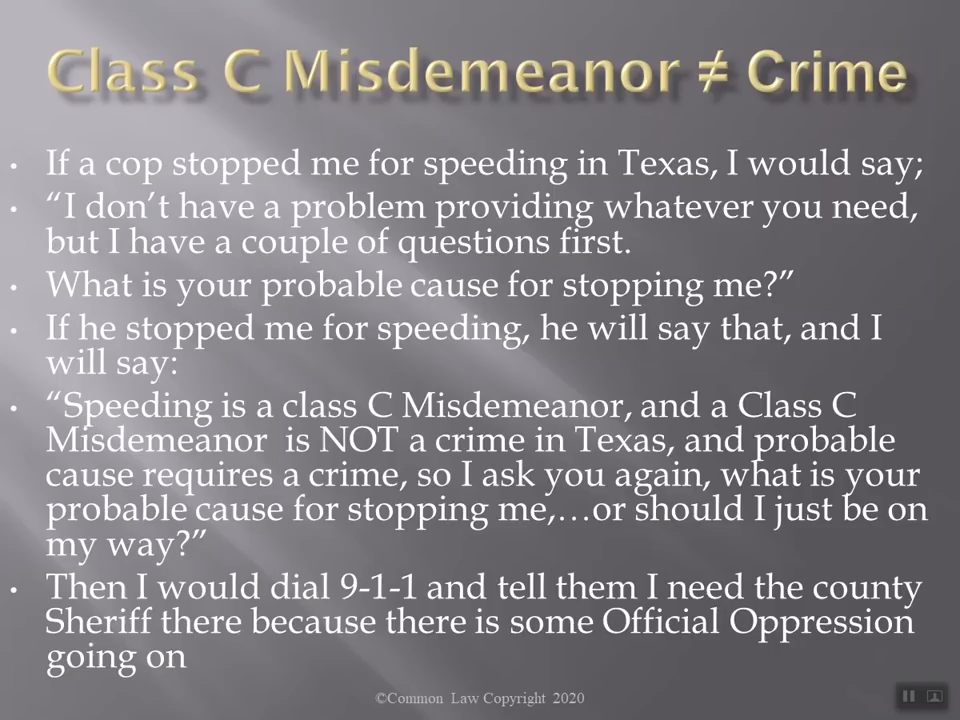 Class C Misdemeanor ≠ Crime
• If a cop stopped me for speeding in Texas, I would say;
• “I don’t have a problem providing whatever you need,
but I have a couple of questions first.
• What is your probable cause for stopping me?”
• If he stopped me for speeding, he will say that, and I
will say:
• “Speeding is a class C Misdemeanor, and a Class C
Misdemeanor  is NOT a crime in Texas, and probable
cause requires a crime, so I ask you again, what is your
probable cause for stopping me,…or should I just be on
my way?”
• Then I would dial 9-1-1 and tell them I need the county
Sheriff there because there is some Official Oppression
going on
©Common Law Copyright 2020